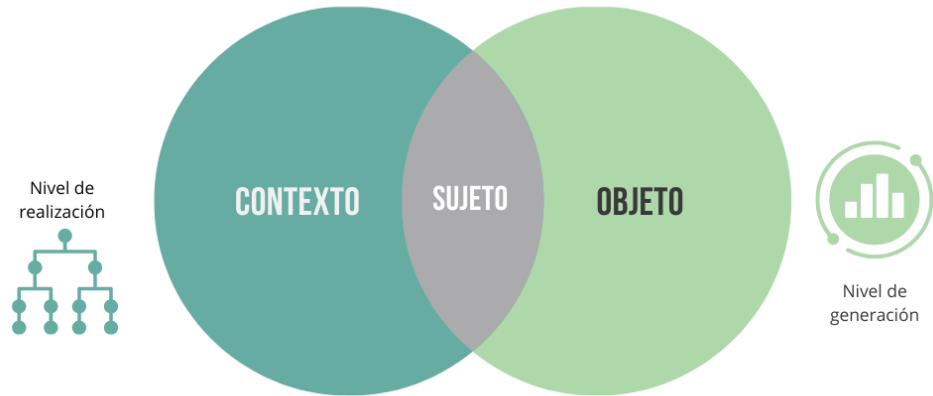 Nivel de
realización
CONTEXTO
SUJETO
OBJETO
Nivel de
generación